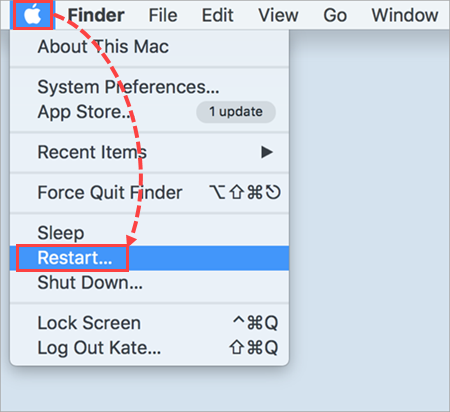 Finder File Edit View Go Window
About This Mac
System Preferences...
App Store.. 1 update
Recent Items ▶
Force Quit Finder ⌥⇧⌘⎋
Sleep
Restart...
Shut Down...
Lock Screen ^⌘Q
Log Out Kate... ⇧⌘Q